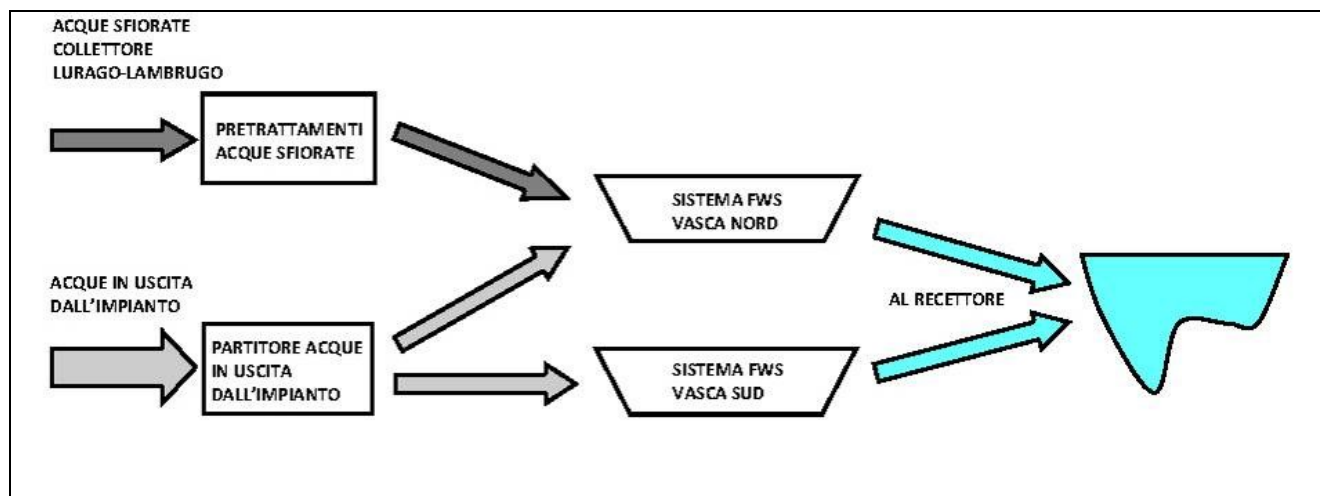 ACQUE SFIORATE
COLLETTORE
LURAGO-LAMBRUGO
PRETRATTAMENTI
ACQUE SFIORATE
SISTEMA FWS
VASCA NORD
ACQUE IN USCITA
DALL'IMPIANTO
PARTITORE ACQUE
IN USCITA
DALL'IMPIANTO
SISTEMA FWS
VASCA SUD
AL RECETTORE